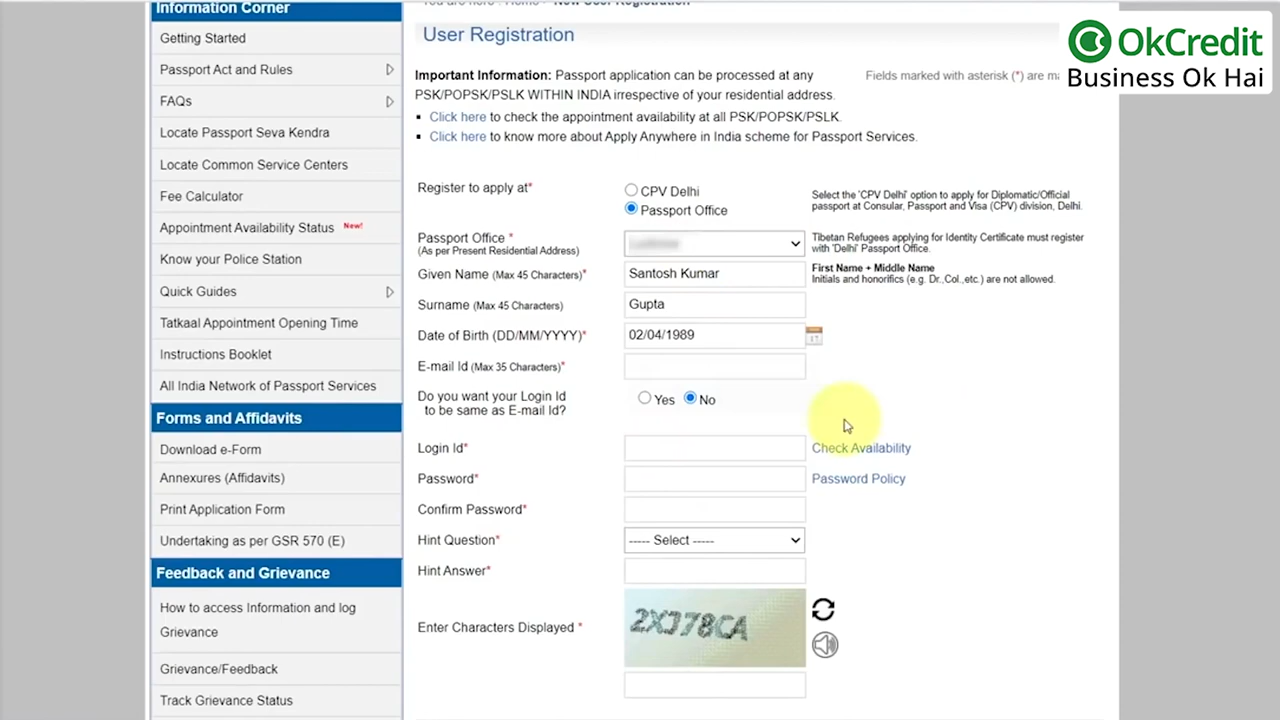 Information Corner
Getting Started
Passport Act and Rules
FAQs
Locate Passport Seva Kendra
Locate Common Service Centers
Fee Calculator
Appointment Availability Status New!
Know your Police Station
Quick Guides
Tatkaal Appointment Opening Time
Instructions Booklet
All India Network of Passport Services
Forms and Affidavits
Download e-Form
Annexures (Affidavits)
Print Application Form
Undertaking as per GSR 570 (E)
Feedback and Grievance
How to access Information and log
Grievance
Grievance/Feedback
Track Grievance Status
You are here : Home > New User Registration
User Registration
Important Information: Passport application can be processed at any
PSK/POPSK/PSLK WITHIN INDIA irrespective of your residential address.
Fields marked with asterisk (*) are ma
Click here to check the appointment availability at all PSK/POPSK/PSLK.
Click here to know more about Apply Anywhere in India scheme for Passport Services.
Register to apply at*
CPV Delhi
Passport Office
Select the 'CPV Delhi' option to apply for Diplomatic/Official
passport at Consular, Passport and Visa (CPV) division, Delhi.
Passport Office *
(As per Present Residential Address)
Tibetan Refugees applying for Identity Certificate must register
with 'Delhi' Passport Office.
Given Name (Max 45 Characters)*
Santosh Kumar
First Name + Middle Name
Initials and honorifics (e.g. Dr.,Col.,etc.) are not allowed.
Surname (Max 45 Characters)
Gupta
Date of Birth (DD/MM/YYYY)*
02/04/1989
E-mail Id (Max 35 Characters)*
Do you want your Login Id
to be same as E-mail Id?
Yes No
Login Id*
Check Availability
Password*
Password Policy
Confirm Password*
Hint Question*
----- Select -----
Hint Answer*
Enter Characters Displayed *
2XJ78CA
OkCredit
Business Ok Hai